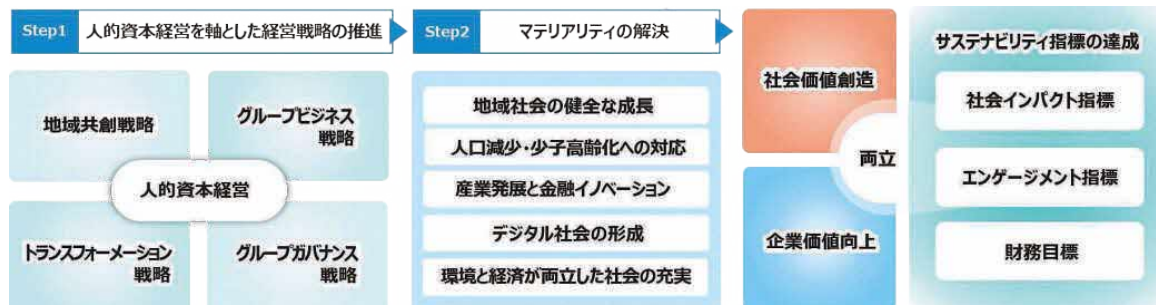 Step1 人的資本経営を軸とした経営戦略の推進
地域共創戦略
グループビジネス
戦略
人的資本経営
トランスフォーメーション
戦略
グループガバナンス
戦略
Step2 マテリアリティの解決
地域社会の健全な成長
人口減少・少子高齢化への対応
産業発展と金融イノベーション
デジタル社会の形成
環境と経済が両立した社会の充実
社会価値創造
両立
企業価値向上
サステナビリティ指標の達成
社会インパクト指標
エンゲージメント指標
財務目標